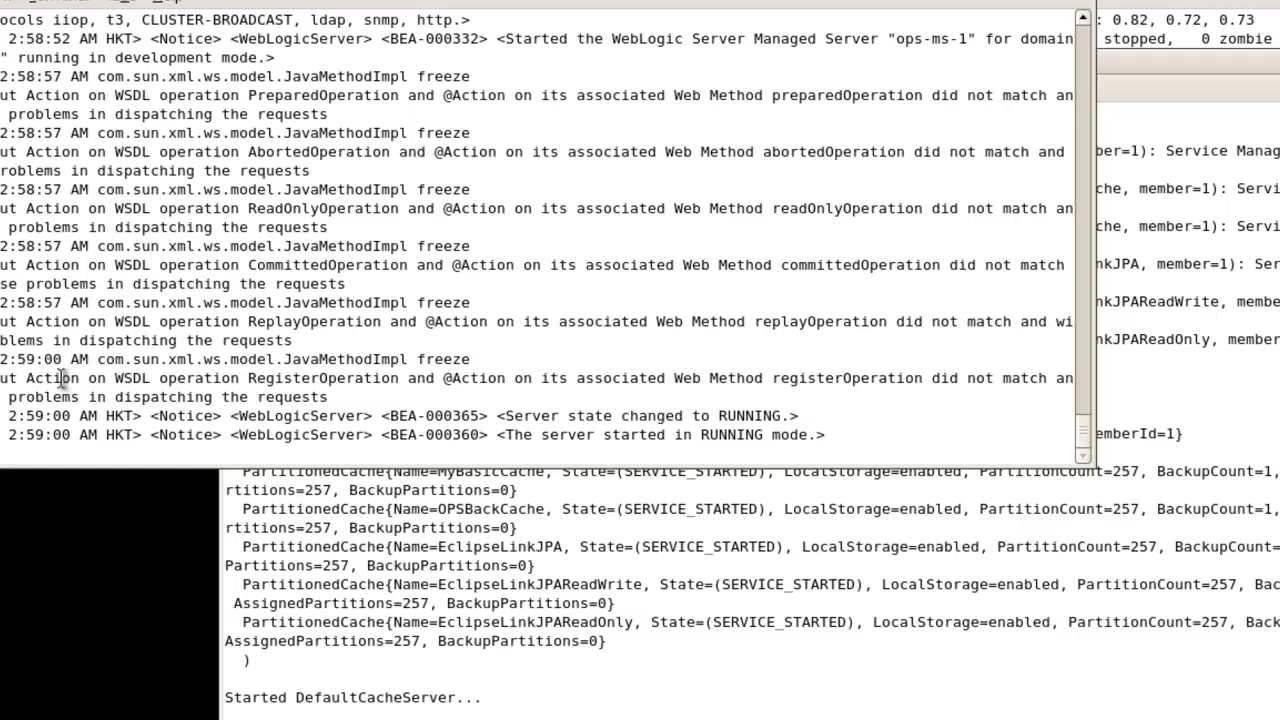 ocols iiop, t3, CLUSTER-BROADCAST, ldap, snmp, http.>
2:58:52 AM HKT> <Notice> <WebLogicServer> <BEA-000332> <Started the WebLogic Server Managed Server "ops-ms-1" for domain
" running in development mode.>
2:58:57 AM com.sun.xml.ws.model.JavaMethodImpl freeze
ut Action on WSDL operation PreparedOperation and @Action on its associated Web Method preparedOperation did not match an
problems in dispatching the requests
2:58:57 AM com.sun.xml.ws.model.JavaMethodImpl freeze
ut Action on WSDL operation AbortedOperation and @Action on its associated Web Method abortedOperation did not match and
roblems in dispatching the requests
2:58:57 AM com.sun.xml.ws.model.JavaMethodImpl freeze
ut Action on WSDL operation ReadOnlyOperation and @Action on its associated Web Method readOnlyOperation did not match an
problems in dispatching the requests
2:58:57 AM com.sun.xml.ws.model.JavaMethodImpl freeze
ut Action on WSDL operation CommittedOperation and @Action on its associated Web Method committedOperation did not match
se problems in dispatching the requests
2:58:57 AM com.sun.xml.ws.model.JavaMethodImpl freeze
ut Action on WSDL operation ReplayOperation and @Action on its associated Web Method replayOperation did not match and wi
blems in dispatching the requests
2:59:00 AM com.sun.xml.ws.model.JavaMethodImpl freeze
ut Action on WSDL operation RegisterOperation and @Action on its associated Web Method registerOperation did not match an
problems in dispatching the requests
2:59:00 AM HKT> <Notice> <WebLogicServer> <BEA-000365> <Server state changed to RUNNING.>
2:59:00 AM HKT> <Notice> <WebLogicServer> <BEA-000360> <The server started in RUNNING mode.>
: 0.82, 0.72, 0.73
stopped, 0 zombie
ber=1): Service Manag
che, member=1): Servi
che, member=1): Servi
nkJPA, member=1): Ser
nkJPAReadWrite, membe
nkJPAReadOnly, member
emberId=1}
PartitionedCache{Name=MyBasicCache, State=(SERVICE_STARTED), LocalStorage=enabled, PartitionCount=257, BackupCount=1,
rtitions=257, BackupPartitions=0}
PartitionedCache{Name=OPSBackCache, State=(SERVICE_STARTED), LocalStorage=enabled, PartitionCount=257, BackupCount=1,
rtitions=257, BackupPartitions=0}
PartitionedCache{Name=EclipseLinkJPA, State=(SERVICE_STARTED), LocalStorage=enabled, PartitionCount=257, BackupCount=
Partitions=257, BackupPartitions=0}
PartitionedCache{Name=EclipseLinkJPAReadWrite, State=(SERVICE_STARTED), LocalStorage=enabled, PartitionCount=257, Bac
AssignedPartitions=257, BackupPartitions=0}
PartitionedCache{Name=EclipseLinkJPAReadOnly, State=(SERVICE_STARTED), LocalStorage=enabled, PartitionCount=257, Back
AssignedPartitions=257, BackupPartitions=0}
)
Started DefaultCacheServer...